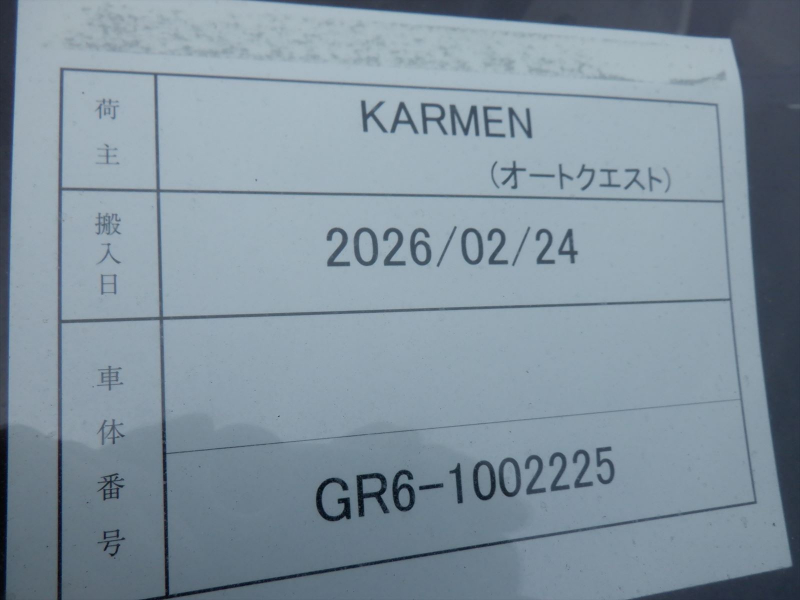 荷主
KARMEN
(オートクエスト)
搬入日
2026/02/24
車体番号
GR6-1002225